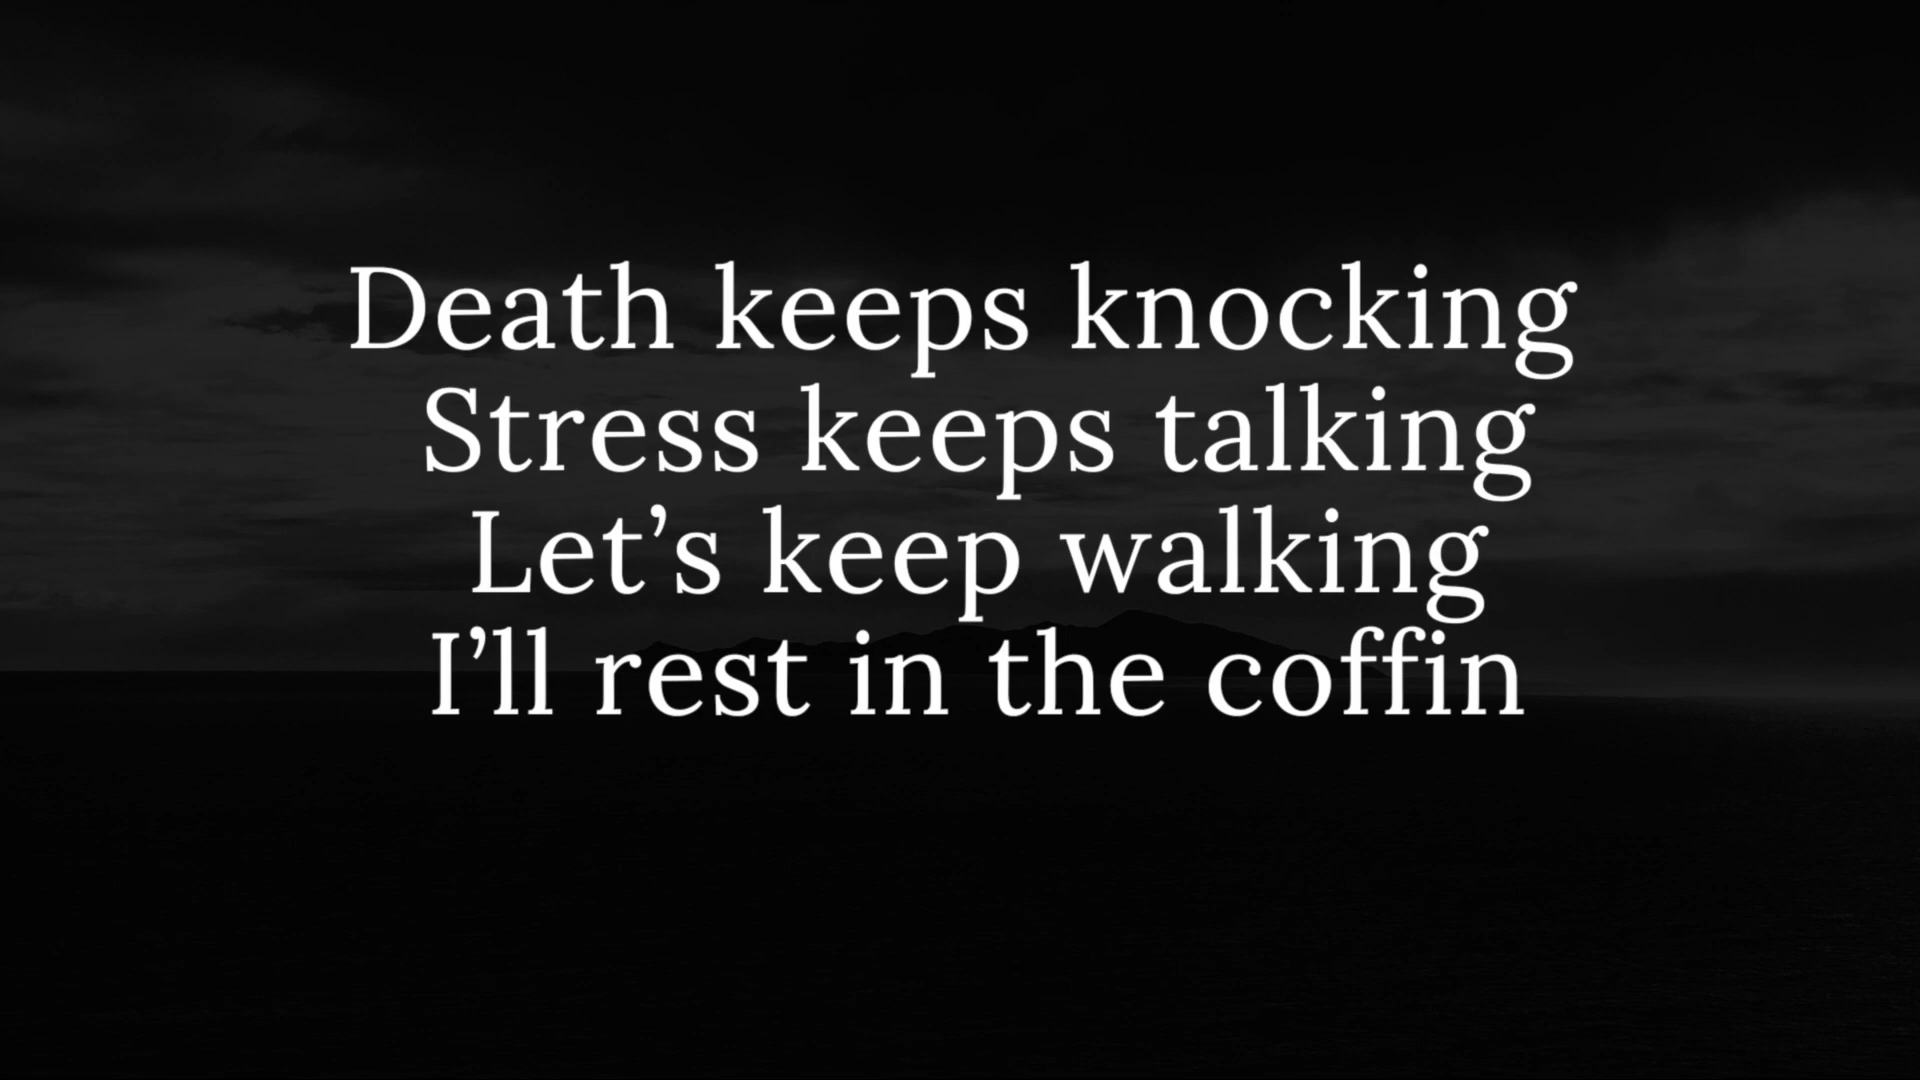 Death keeps knocking
Stress keeps talking
Let’s keep walking
I’ll rest in the coffin